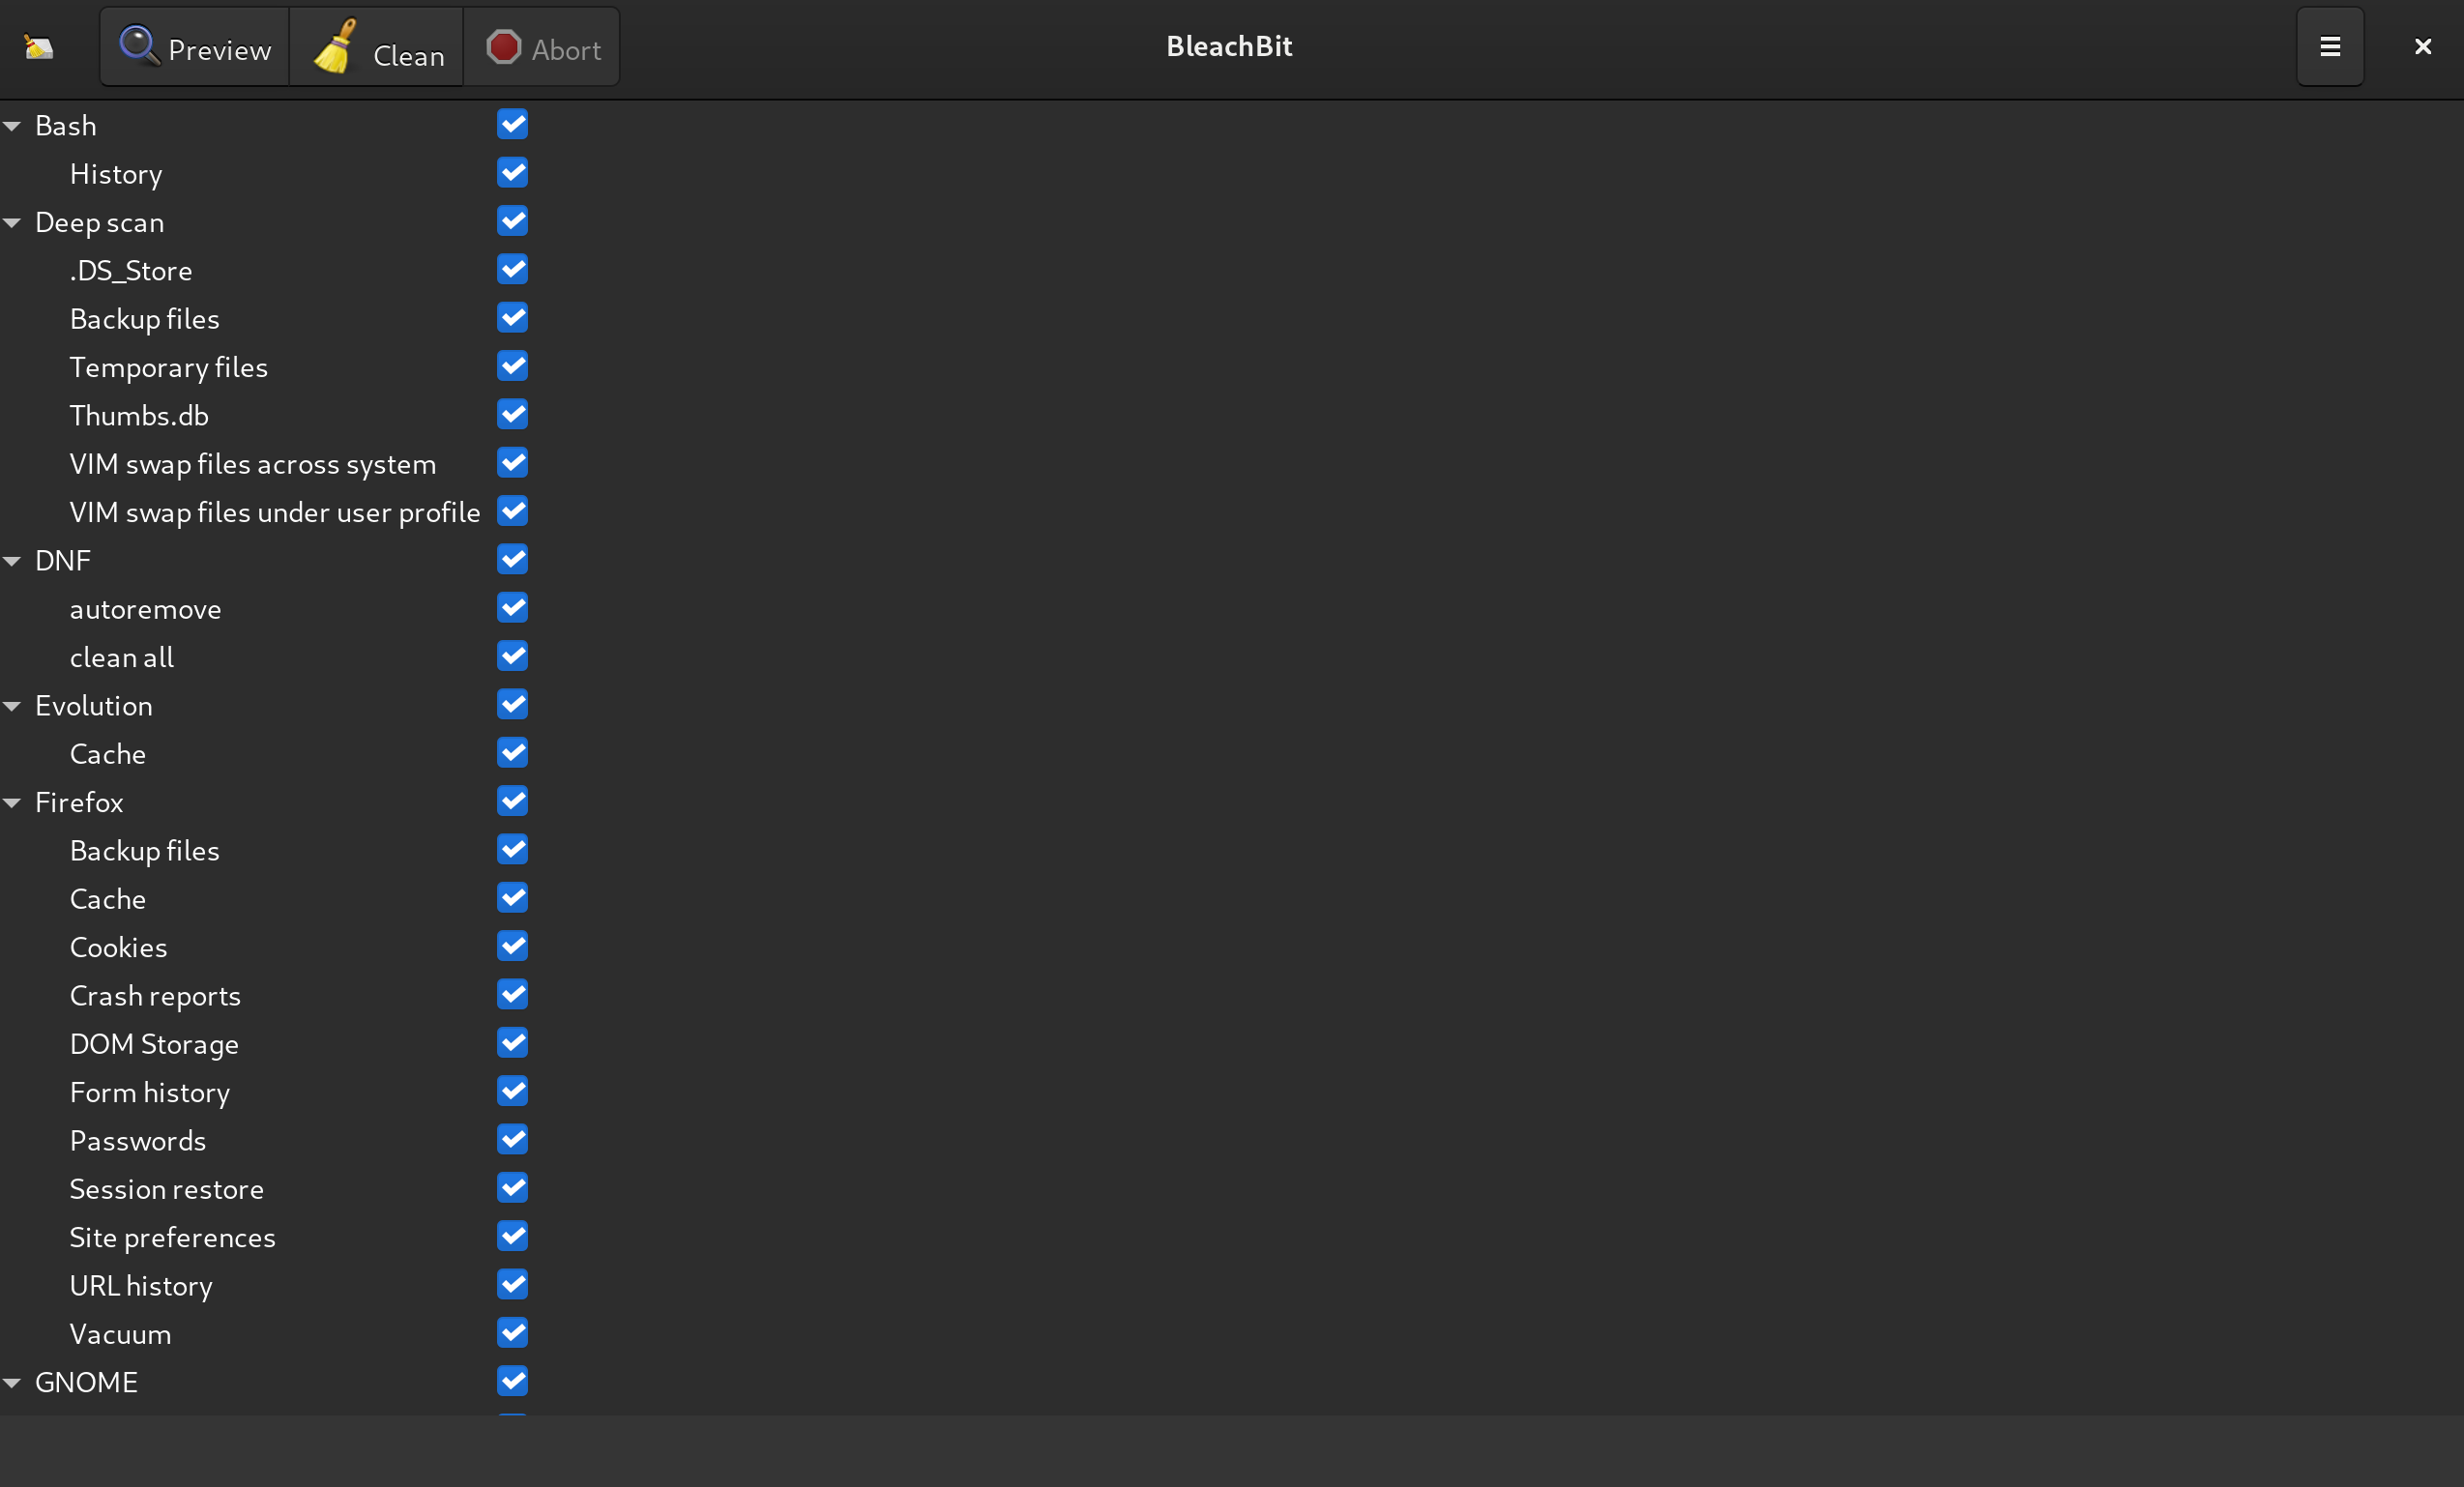 Preview Clean Abort BleachBit
Bash
History
Deep scan
.DS_Store
Backup files
Temporary files
Thumbs.db
VIM swap files across system
VIM swap files under user profile
DNF
autoremove
clean all
Evolution
Cache
Firefox
Backup files
Cache
Cookies
Crash reports
DOM Storage
Form history
Passwords
Session restore
Site preferences
URL history
Vacuum
GNOME